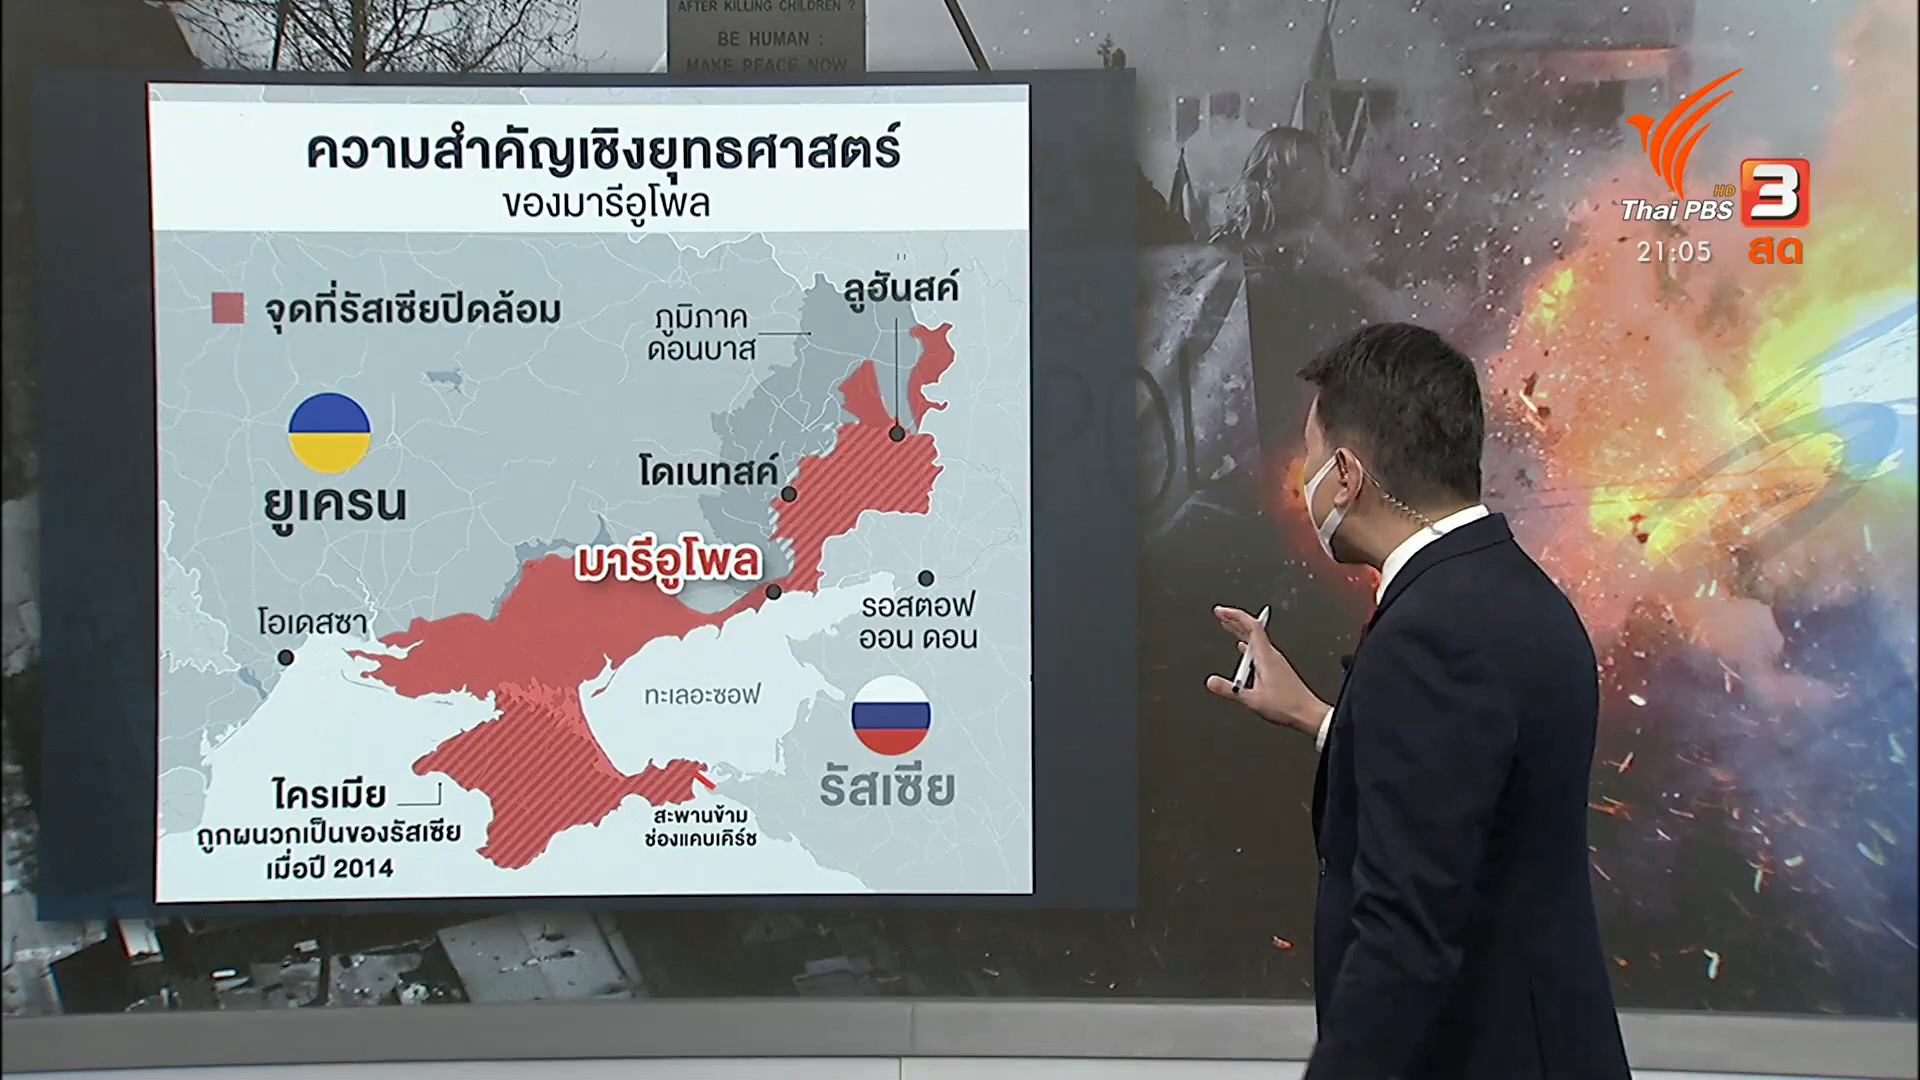 AFTER KILLING CHILDREN ?
BE HUMAN :
MAKE PEACE NOW
ความสำคัญเชิงยุทธศาสตร์
ของมารีอูโพล
จุดที่รัสเซียปิดล้อม
ภูมิภาค
ดอนบาส
ลูฮันสค์
ยูเครน
โดเนทสค์
มารีอูโพล
โอเดสซา
รอสตอฟ
ออน ดอน
ทะเลอะซอฟ
รัสเซีย
ไครเมีย
ถูกผนวกเป็นของรัสเซีย
เมื่อปี 2014
สะพานข้าม
ช่องแคบเคิร์ช
HD
Thai PBS 3
21:05 สด